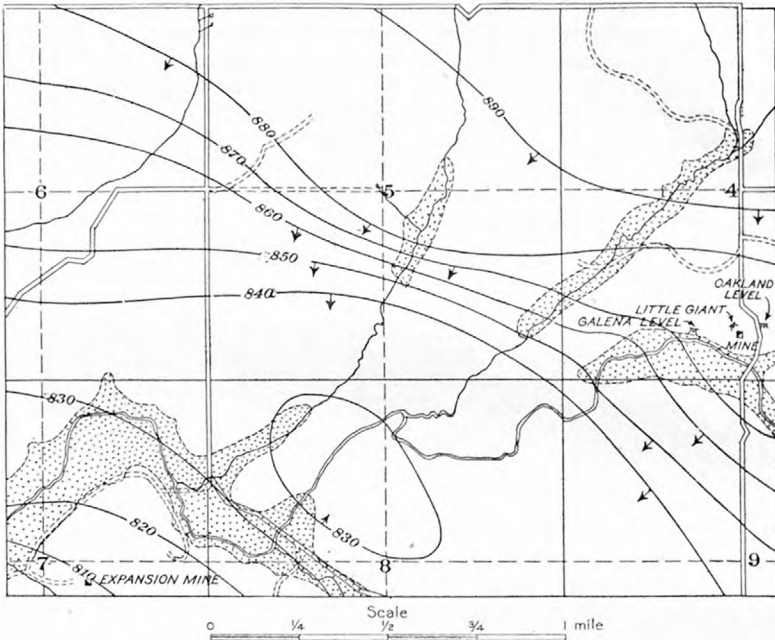 890
880
870
6
5
4
860
850
OAKLAND
LEVEL
840
LITTLE GIANT
GALENA LEVEL
MINE
830
830
820
7
810
EXPANSION MINE
8
9
Scale
0 1/4 1/2 3/4 1 mile